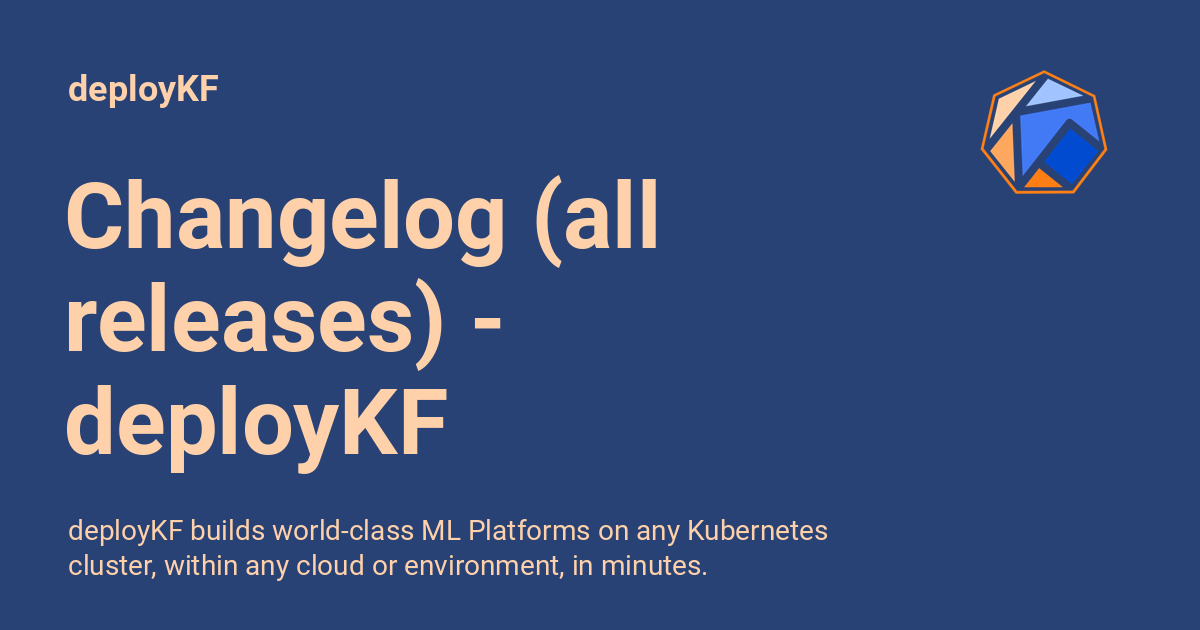 deployKF
Changelog (all
releases) -
deployKF
deployKF builds world-class ML Platforms on any Kubernetes
cluster, within any cloud or environment, in minutes.